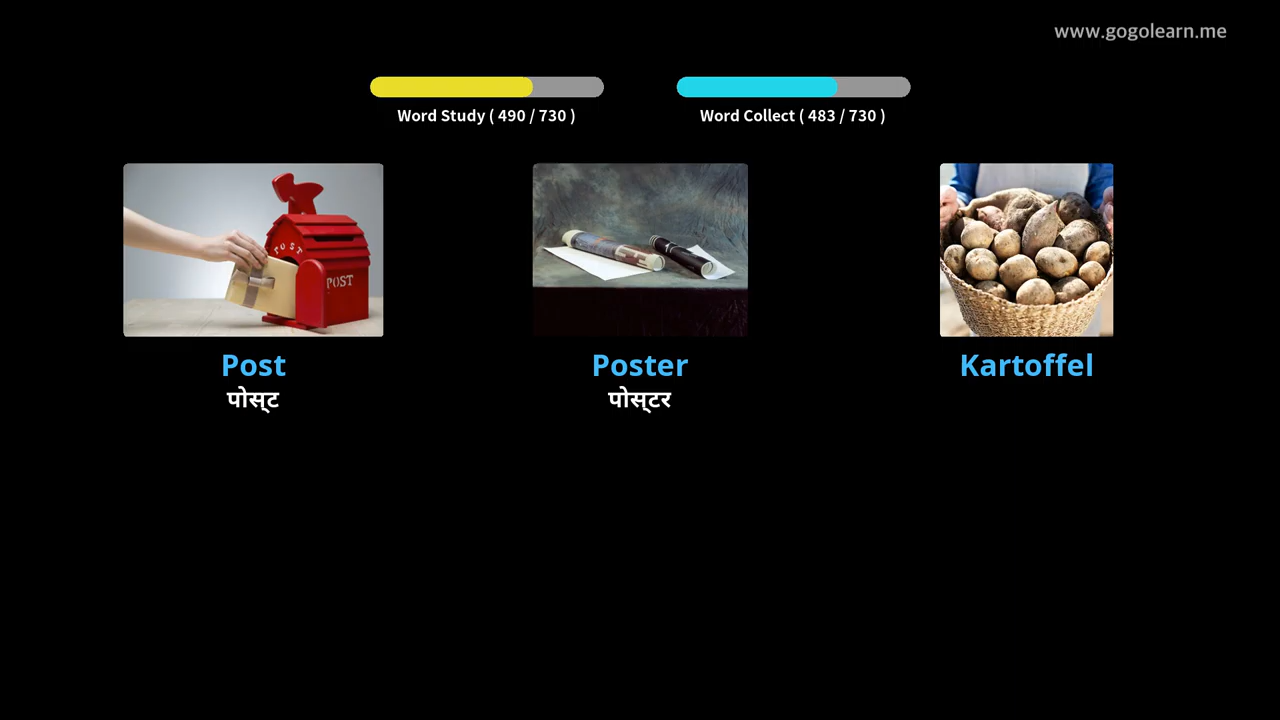 www.gogolearn.me
Word Study ( 490 / 730 )
Word Collect ( 483 / 730 )
POST
POST
Post
Poster
Kartoffel
पोस्ट
पोस्टर